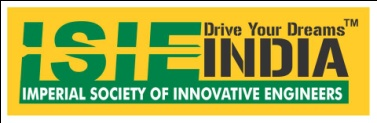 ISIE Drive Your Dreams™
INDIA
IMPERIAL SOCIETY OF INNOVATIVE ENGINEERS